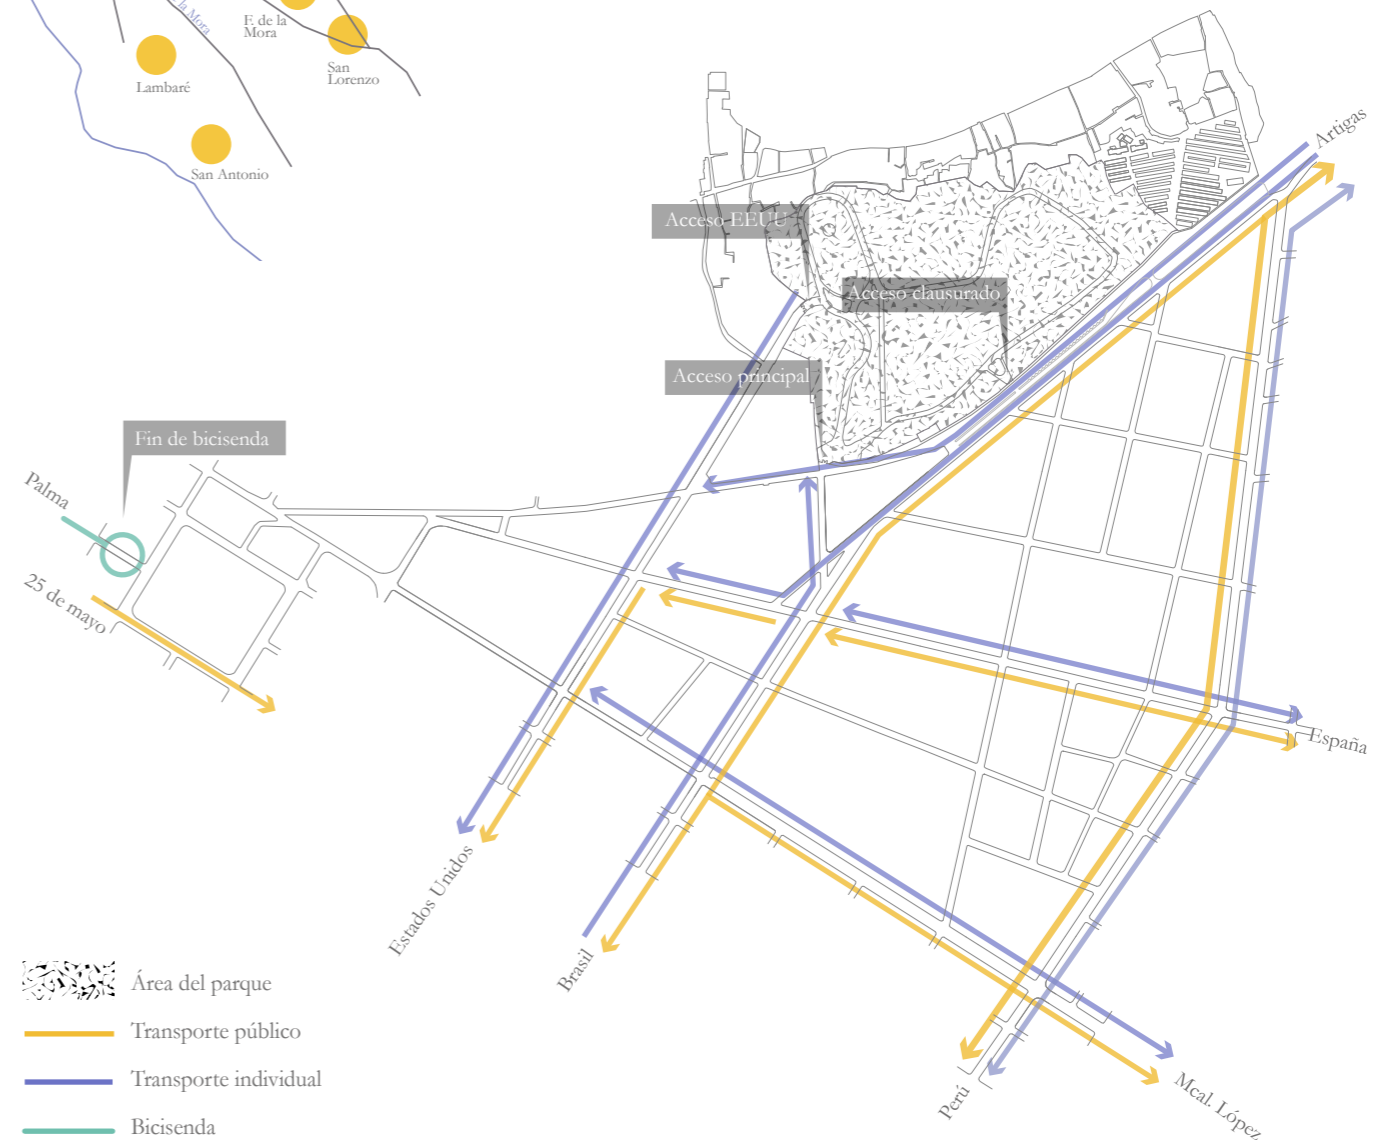 la Mora
F. de la
Mora
San
Lorenzo
Lambaré
San Antonio
Artigas
Acceso EEUU
Acceso clausurado
Acceso principal
Fin de bicisenda
Palma
25 de mayo
España
Estados Unidos
Brasil
Perú
Mcal. López
Área del parque
Transporte público
Transporte individual
Bicisenda